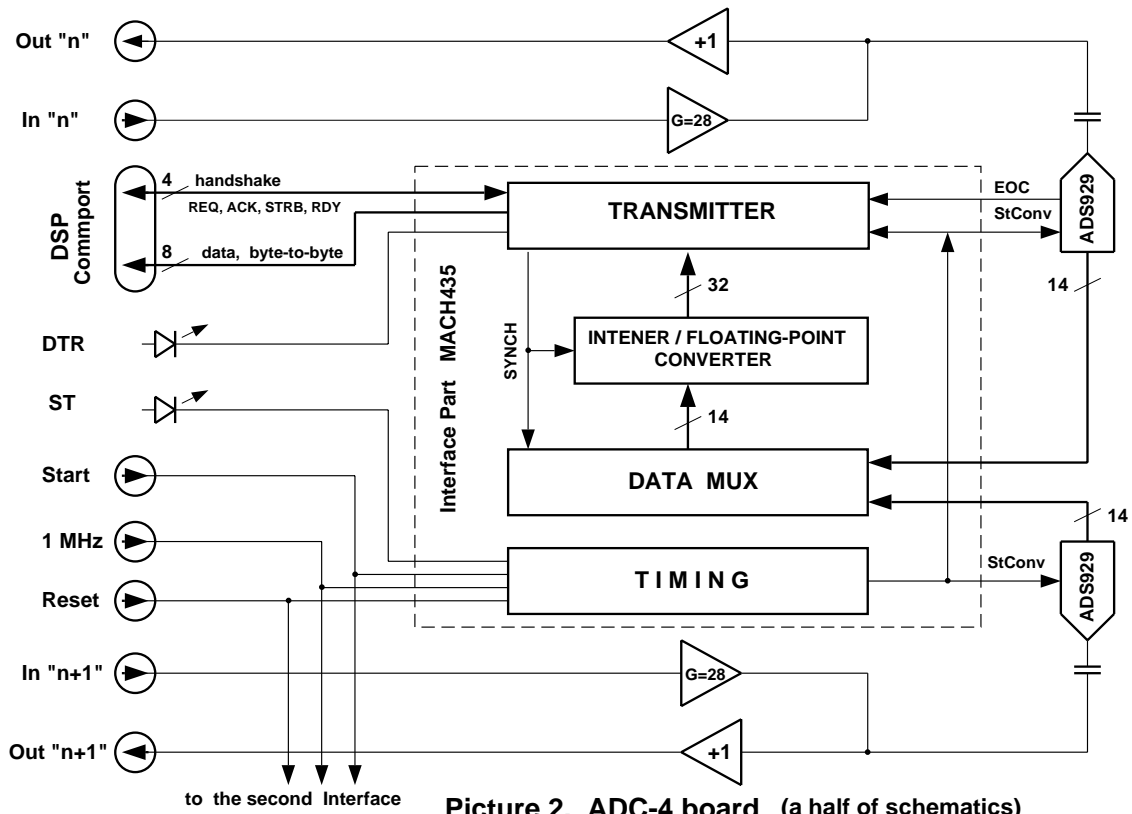 Out "n"
+1
In "n"
G=28
DSP
Commport
4
handshake
REQ, ACK, STRB, RDY
8
data, byte-to-byte
TRANSMITTER
EOC
StConv
ADS929
14
32
Interface Part MACH435
SYNCH
INTENER / FLOATING-POINT
CONVERTER
DTR
ST
14
DATA MUX
14
Start
1 MHz
Reset
TIMING
StConv
ADS929
In "n+1"
G=28
Out "n+1"
+1
to the second Interface
Picture 2. ADC-4 board (a half of schematics)